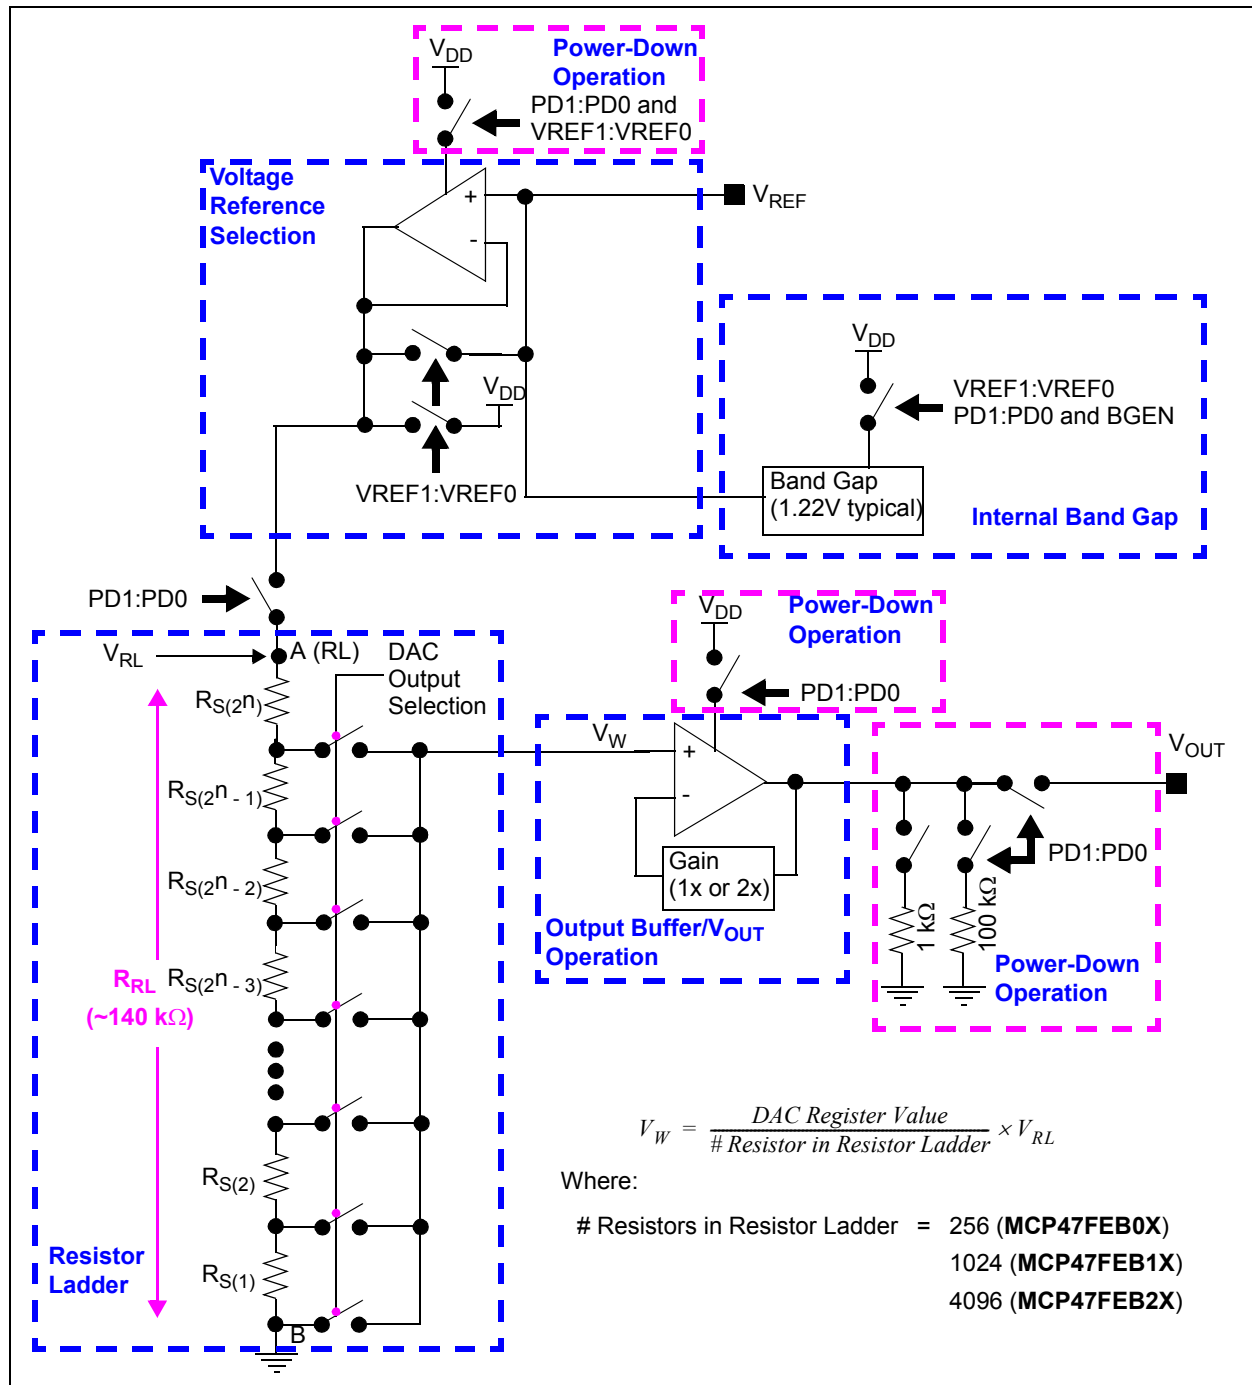 VDD
Power-Down
Operation
PD1:PD0 and
VREF1:VREF0
Voltage
Reference
Selection
+
-
VREF
VDD
VREF1:VREF0
VDD
VREF1:VREF0
PD1:PD0 and BGEN
Band Gap
(1.22V typical)
Internal Band Gap
PD1:PD0
VRL
A (RL)
DAC
Output
Selection
RS(2n)
RS(2n - 1)
RS(2n - 2)
RS(2n - 3)
RRL
(~140 kΩ)
RS(2)
RS(1)
B
Resistor
Ladder
VDD
Power-Down
Operation
PD1:PD0
VW
+
-
Gain
(1x or 2x)
Output Buffer/VOUT
Operation
VOUT
PD1:PD0
1 kΩ
100 kΩ
Power-Down
Operation
VW = DAC Register Value / # Resistor in Resistor Ladder × VRL
Where:
# Resistors in Resistor Ladder = 256 (MCP47FEB0X)
1024 (MCP47FEB1X)
4096 (MCP47FEB2X)